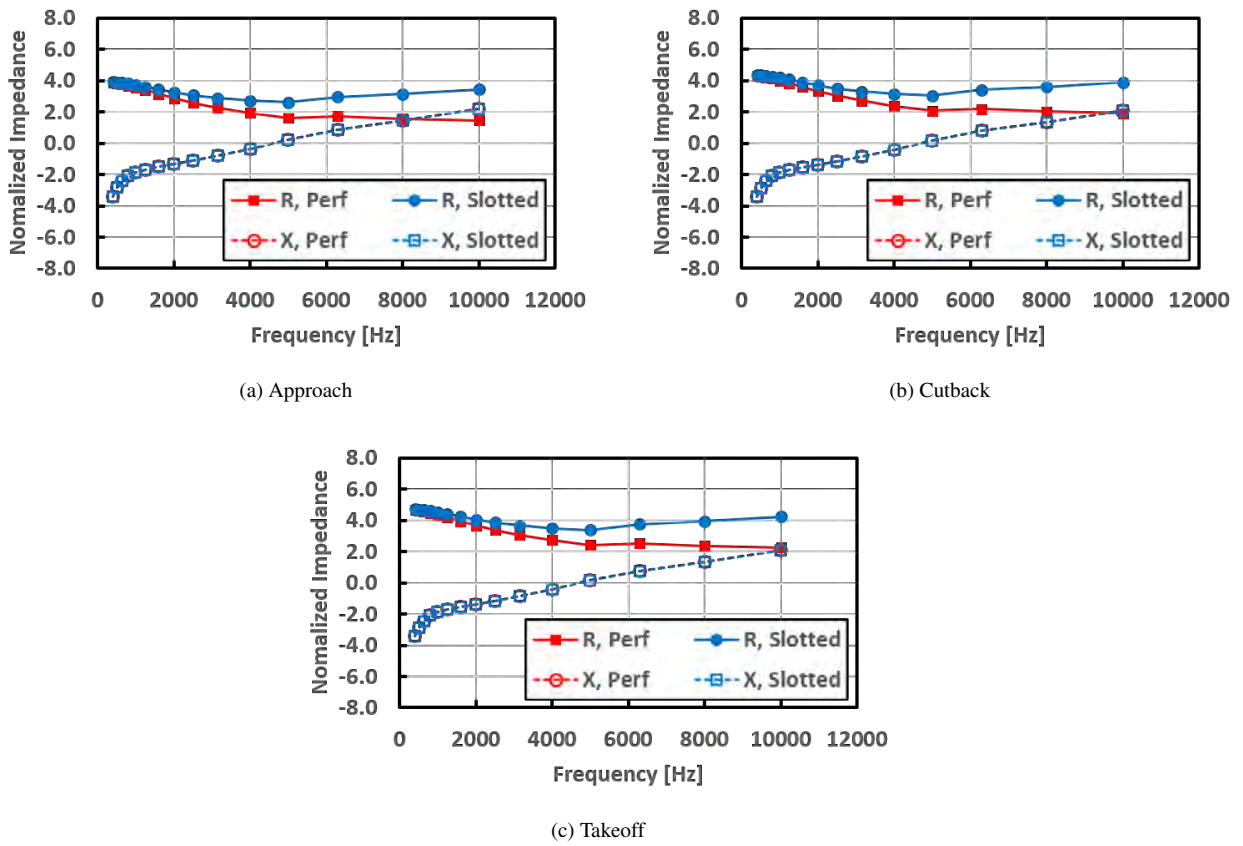 8.0
6.0
4.0
2.0
0.0
-2.0
-4.0
-6.0
-8.0
Nomalized Impedance
R, Perf R, Slotted
X, Perf X, Slotted
0 2000 4000 6000 8000 10000 12000
Frequency [Hz]
(a) Approach
8.0
6.0
4.0
2.0
0.0
-2.0
-4.0
-6.0
-8.0
Nomalized Impedance
R, Perf R, Slotted
X, Perf X, Slotted
0 2000 4000 6000 8000 10000 12000
Frequency [Hz]
(b) Cutback
8.0
6.0
4.0
2.0
0.0
-2.0
-4.0
-6.0
-8.0
Nomalized Impedance
R, Perf R, Slotted
X, Perf X, Slotted
0 2000 4000 6000 8000 10000 12000
Frequency [Hz]
(c) Takeoff